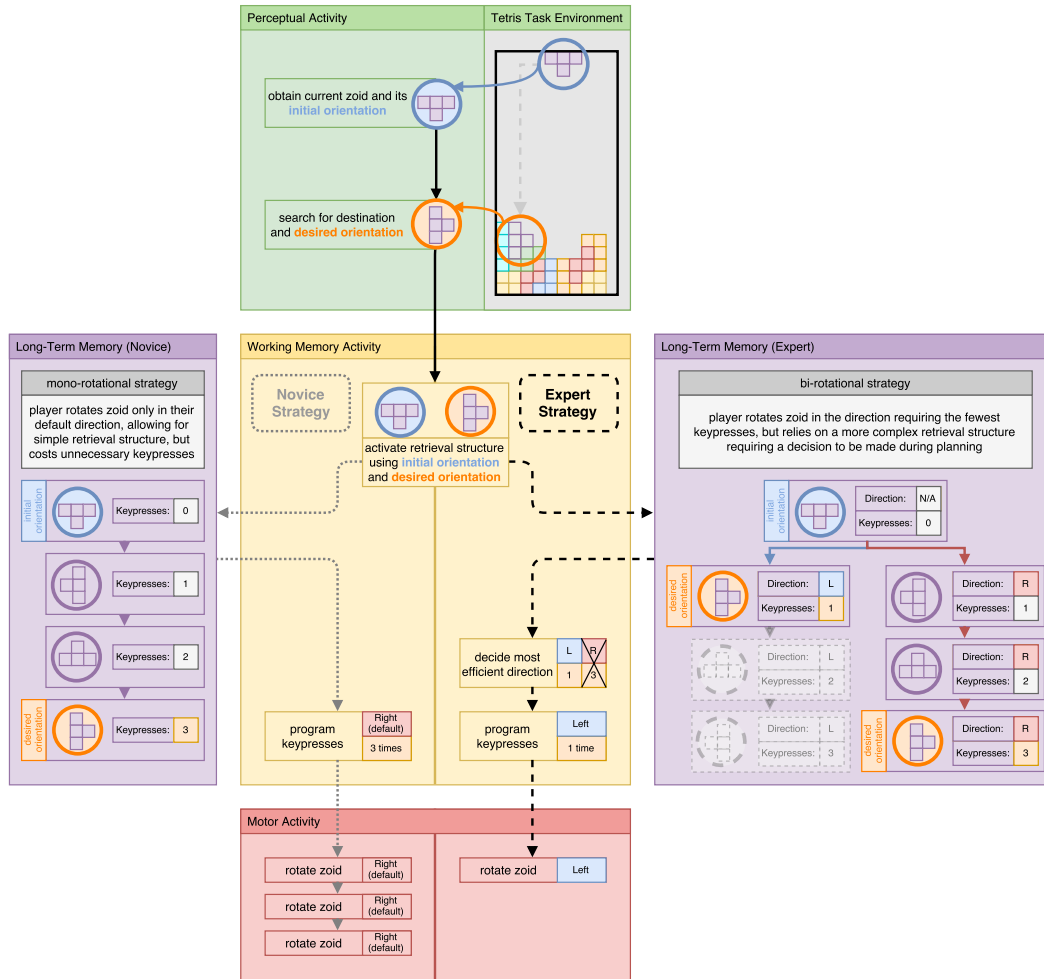 Perceptual Activity
Tetris Task Environment
obtain current zoid and its
initial orientation
search for destination
and desired orientation
Long-Term Memory (Novice)
mono-rotational strategy
player rotates zoid only in their
default direction, allowing for
simple retrieval structure, but
costs unnecessary keypresses
initial
orientation
Keypresses: 0
Keypresses: 1
Keypresses: 2
desired
orientation
Keypresses: 3
Working Memory Activity
Novice
Strategy
Expert
Strategy
activate retrieval structure
using initial orientation
and desired orientation
decide most
efficient direction
L R
1 3
program
keypresses
Right
(default)
3 times
program
keypresses
Left
1 time
Long-Term Memory (Expert)
bi-rotational strategy
player rotates zoid in the direction requiring the fewest
keypresses, but relies on a more complex retrieval structure
requiring a decision to be made during planning
initial
orientation
Direction: N/A
Keypresses: 0
desired
orientation
Direction: L
Keypresses: 1
Direction: R
Keypresses: 1
Direction: L
Keypresses: 2
Direction: R
Keypresses: 2
Direction: L
Keypresses: 3
desired
orientation
Direction: R
Keypresses: 3
Motor Activity
rotate zoid
Right
(default)
rotate zoid
Right
(default)
rotate zoid
Right
(default)
rotate zoid
Left